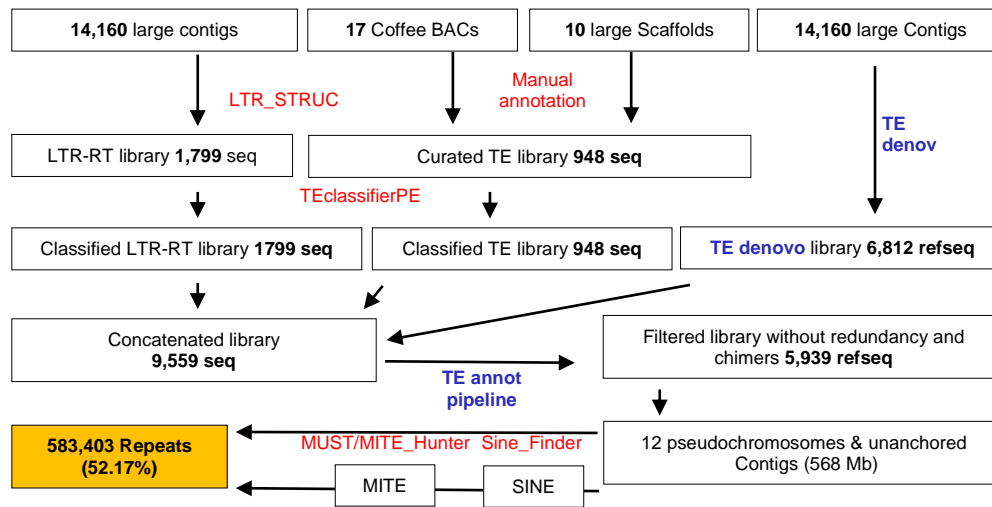 14,160 large contigs
17 Coffee BACs
10 large Scaffolds
14,160 large Contigs
LTR_STRUC
Manual
annotation
TE
denov
LTR-RT library 1,799 seq
Curated TE library 948 seq
TEclassifierPE
Classified LTR-RT library 1799 seq
Classified TE library 948 seq
TE denovo library 6,812 refseq
Concatenated library
9,559 seq
Filtered library without redundancy and
chimers 5,939 refseq
TE annot
pipeline
583,403 Repeats
(52.17%)
MUST/MITE_Hunter Sine_Finder
12 pseudochromosomes & unanchored
Contigs (568 Mb)
MITE
SINE